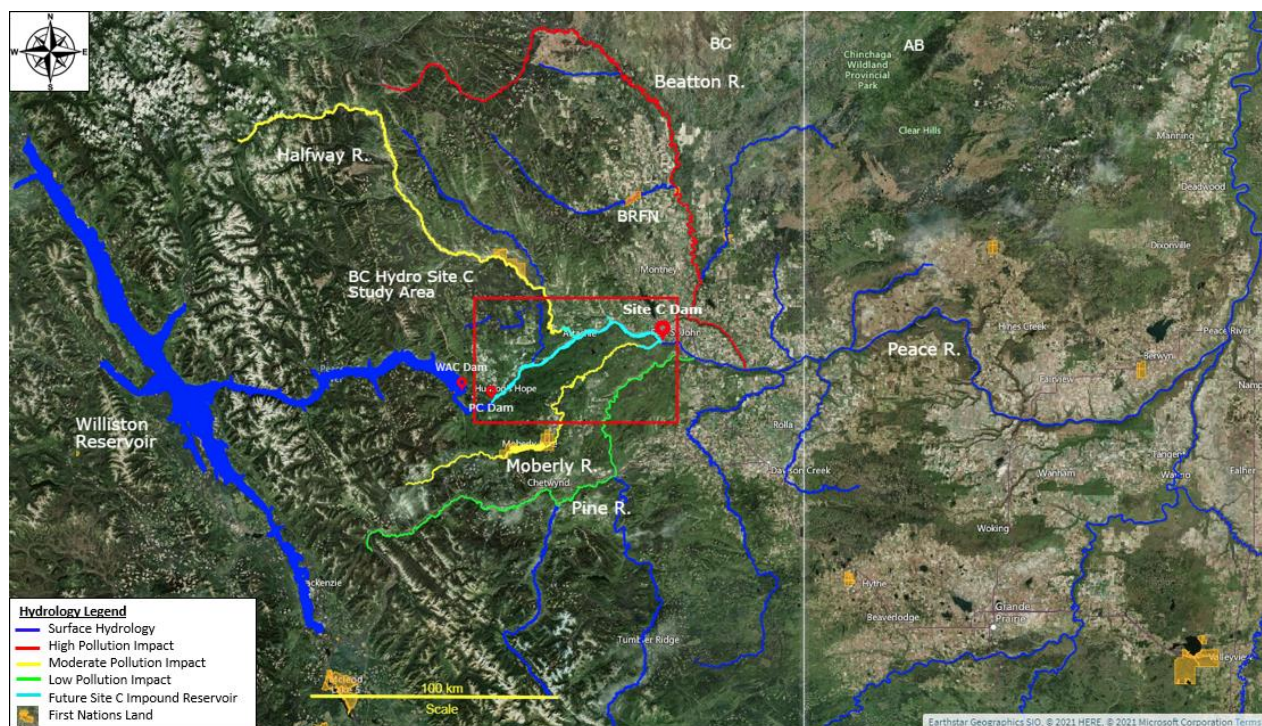 N
W
E
S
BC
AB
Beatton R.
Chinchaga
Wildland
Provincial
Park
Clear Hills
Manning
Deadwood
Halfway R.
BRFN
Dixonville
Montney
BC Hydro Site C
Study Area
Site C Dam
Hines Creek
Peace River
Peace R.
Berwyn
Fairview
WAC Dam
Hope
PC Dam
Williston
Reservoir
Rolla
Moberly R.
Chetwynd
Dawson Creek
Wanham
Falher
Pine R.
Woking
Hythe
Beaverlodge
Grande
Prairie
Tumbler Ridge
Valleyview
Hydrology Legend
Surface Hydrology
High Pollution Impact
Moderate Pollution Impact
Low Pollution Impact
Future Site C Impound Reservoir
First Nations Land
100 km
Scale
Earthstar Geographics SIO, © 2021 HERE, © 2021 Microsoft Corporation Terms